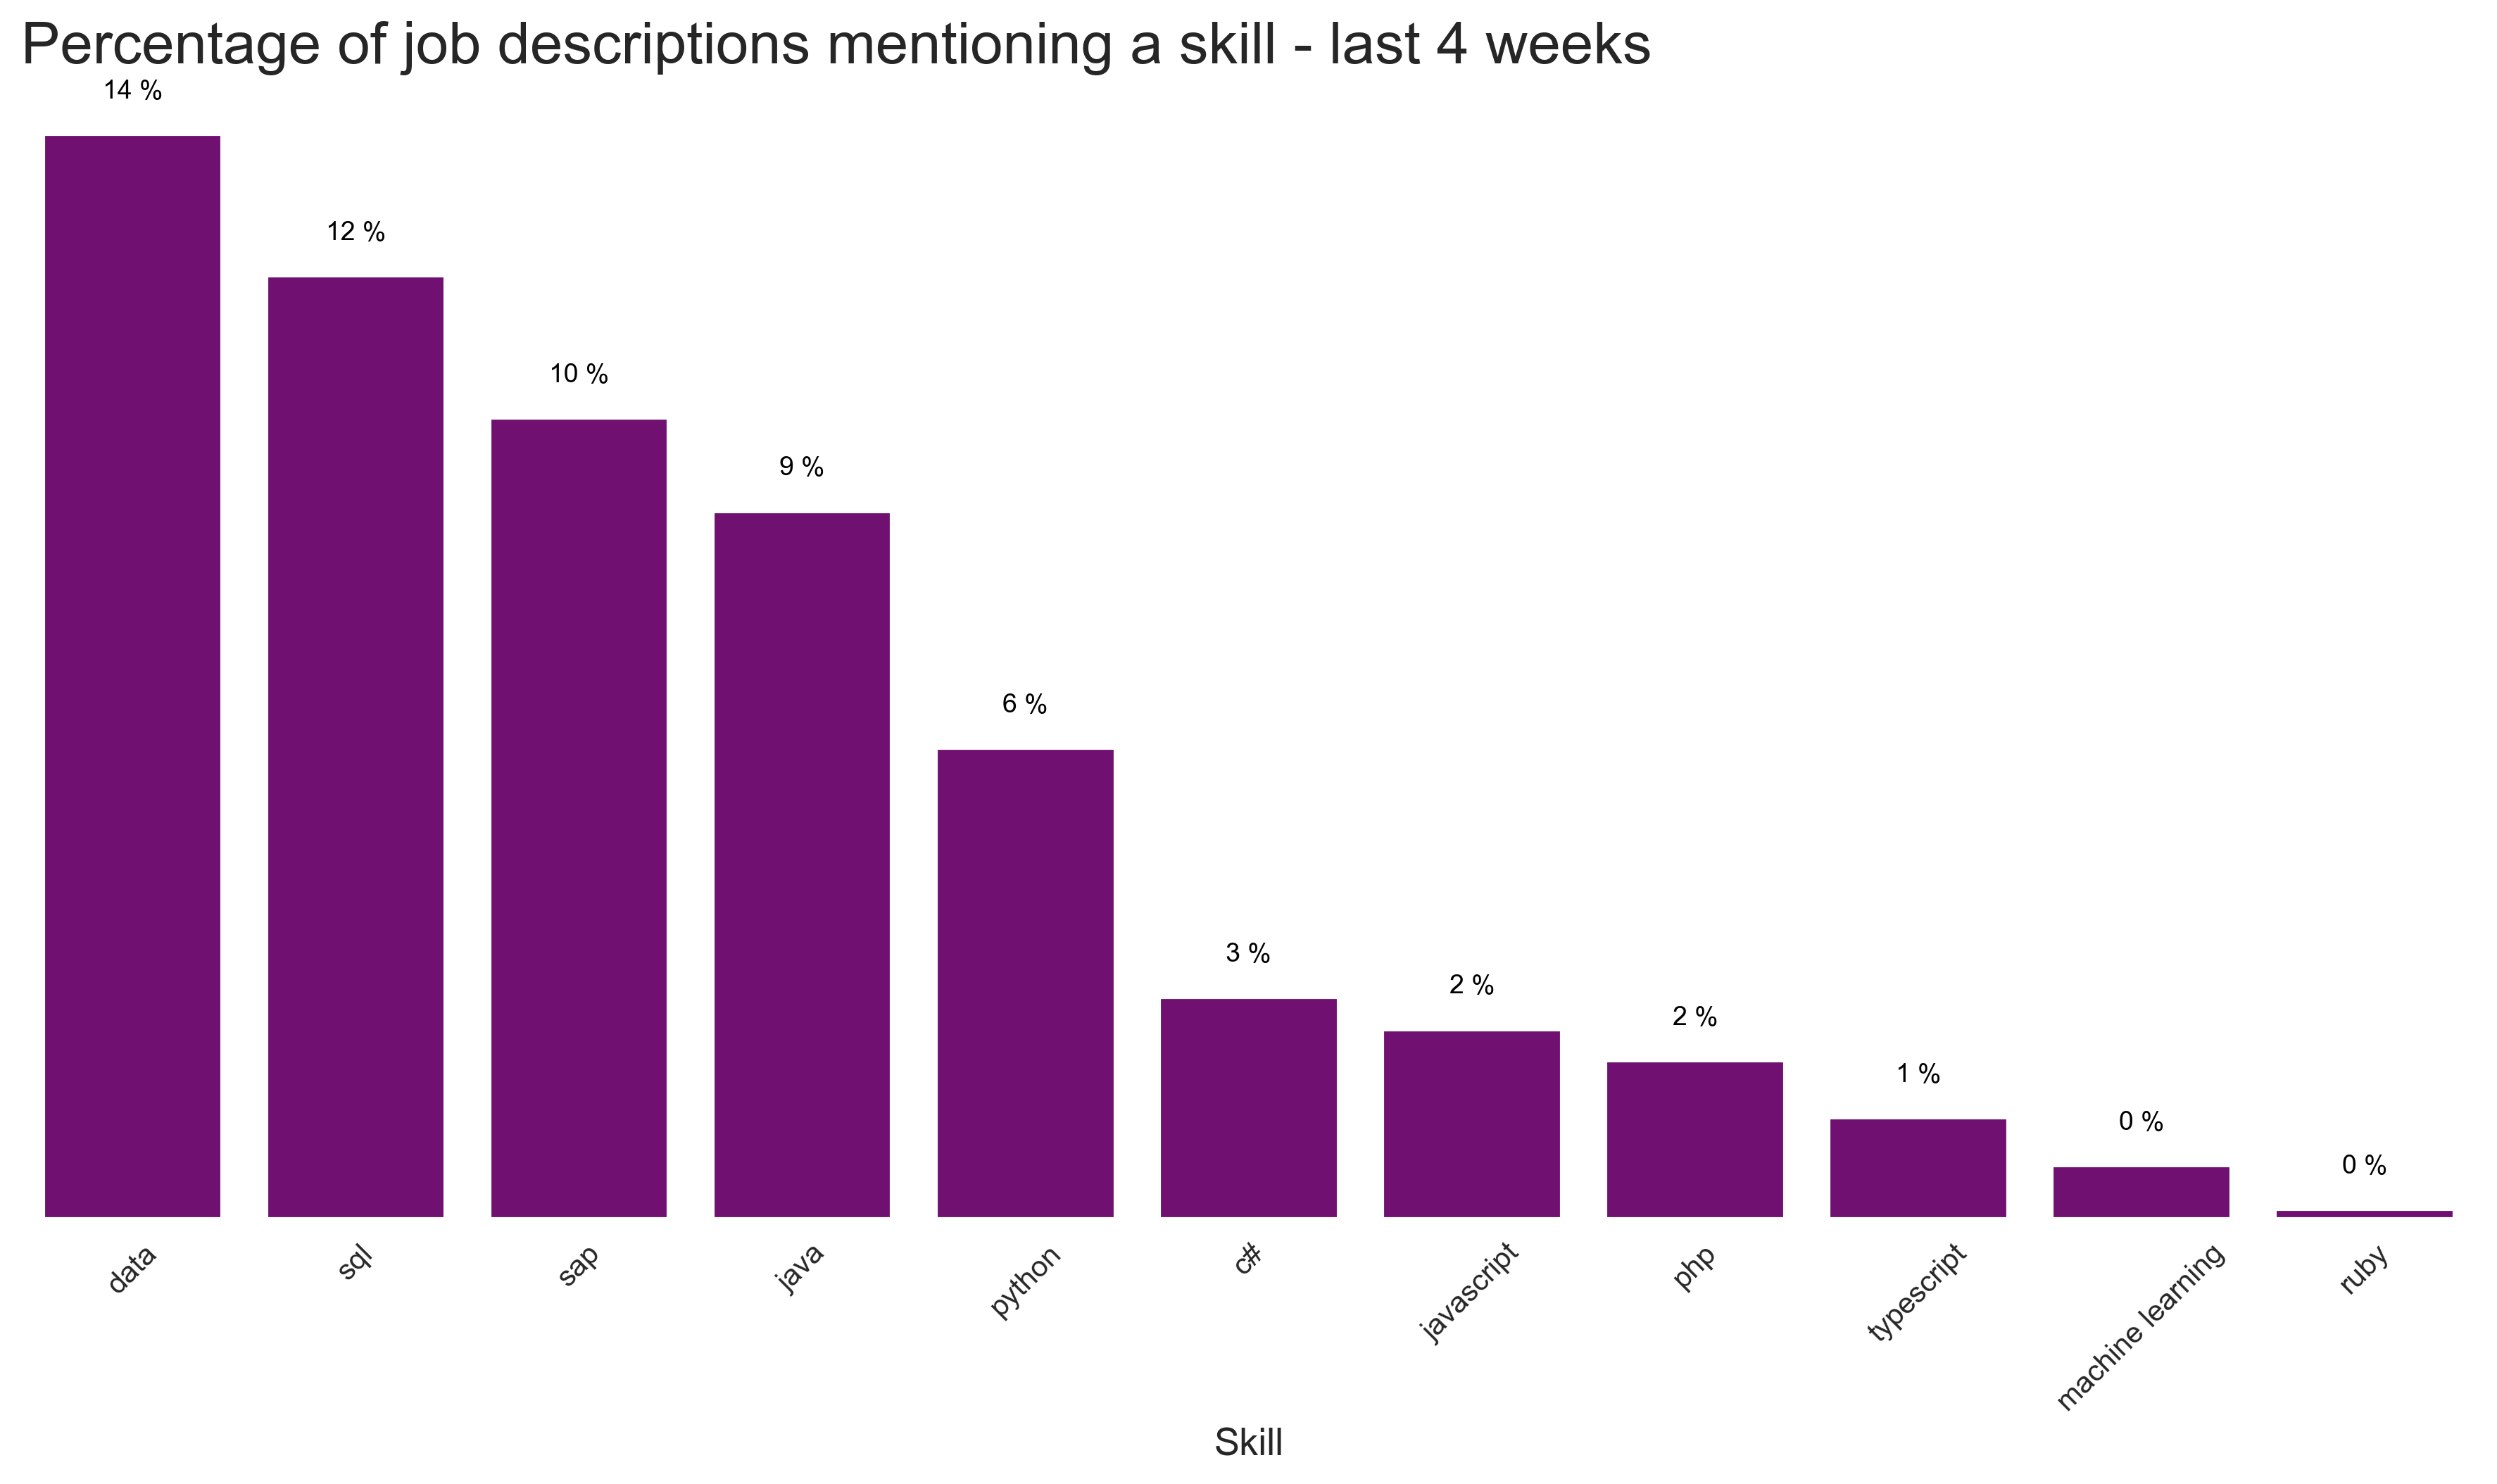 Percentage of job descriptions mentioning a skill - last 4 weeks
14 %
12 %
10 %
9 %
6 %
3 %
2 %
2 %
1 %
0 %
0 %
data
sql
sap
java
python
c#
javascript
php
typescript
machine learning
ruby
Skill